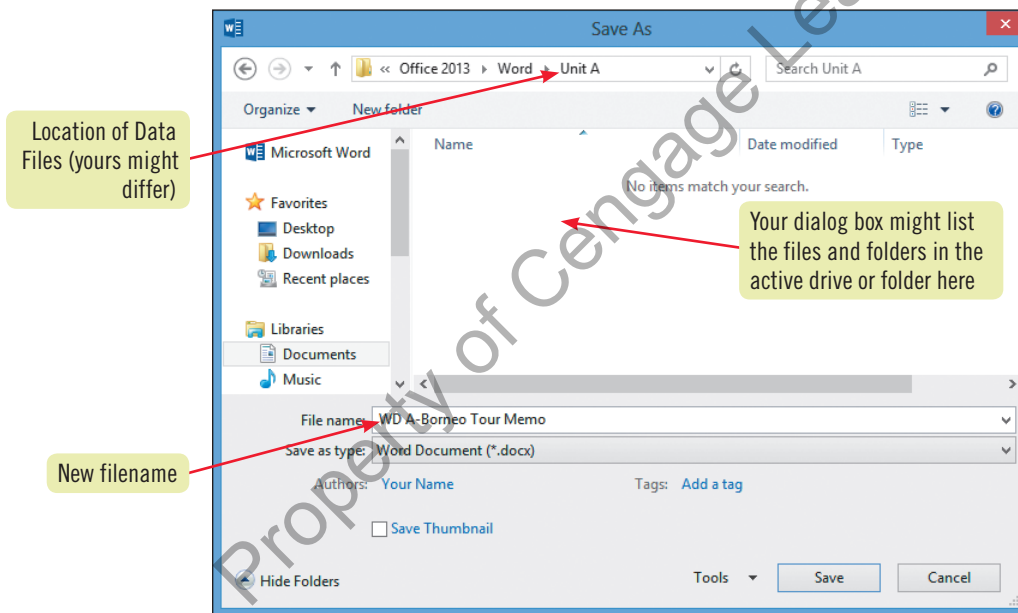 Save As
« Office 2013 Word Unit A
Search Unit A
Organize
New folder
Location of Data
Files (yours might
differ)
Microsoft Word
Name
Date modified
Type
No items match your search.
Favorites
Desktop
Downloads
Recent places
Your dialog box might list
the files and folders in the
active drive or folder here
Libraries
Documents
Music
File name: WD A-Borneo Tour Memo
Save as type: Word Document (*.docx)
New filename
Authors: Your Name
Tags: Add a tag
Save Thumbnail
Hide Folders
Tools
Save
Cancel
Property of Cengage